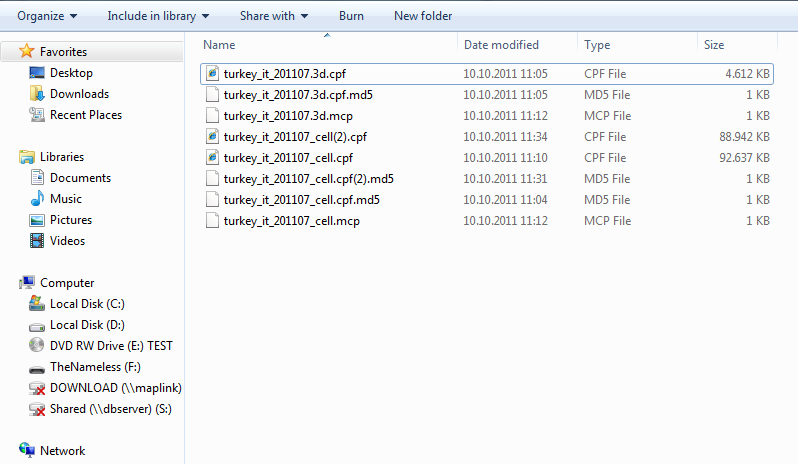 Organize Include in library Share with Burn New folder
Favorites
Desktop
Downloads
Recent Places
Libraries
Documents
Music
Pictures
Videos
Computer
Local Disk (C:)
Local Disk (D:)
DVD RW Drive (E:) TEST
TheNameless (F:)
DOWNLOAD (\\maplink)
Shared (\\dbserver) (S:)
Network
Name Date modified Type Size
turkey_it_201107.3d.cpf 10.10.2011 11:05 CPF File 4.612 KB
turkey_it_201107.3d.cpf.md5 10.10.2011 11:05 MD5 File 1 KB
turkey_it_201107.3d.mcp 10.10.2011 11:12 MCP File 1 KB
turkey_it_201107_cell(2).cpf 10.10.2011 11:34 CPF File 88.942 KB
turkey_it_201107_cell.cpf 10.10.2011 11:10 CPF File 92.637 KB
turkey_it_201107_cell.cpf(2).md5 10.10.2011 11:31 MD5 File 1 KB
turkey_it_201107_cell.cpf.md5 10.10.2011 11:04 MD5 File 1 KB
turkey_it_201107_cell.mcp 10.10.2011 11:12 MCP File 1 KB